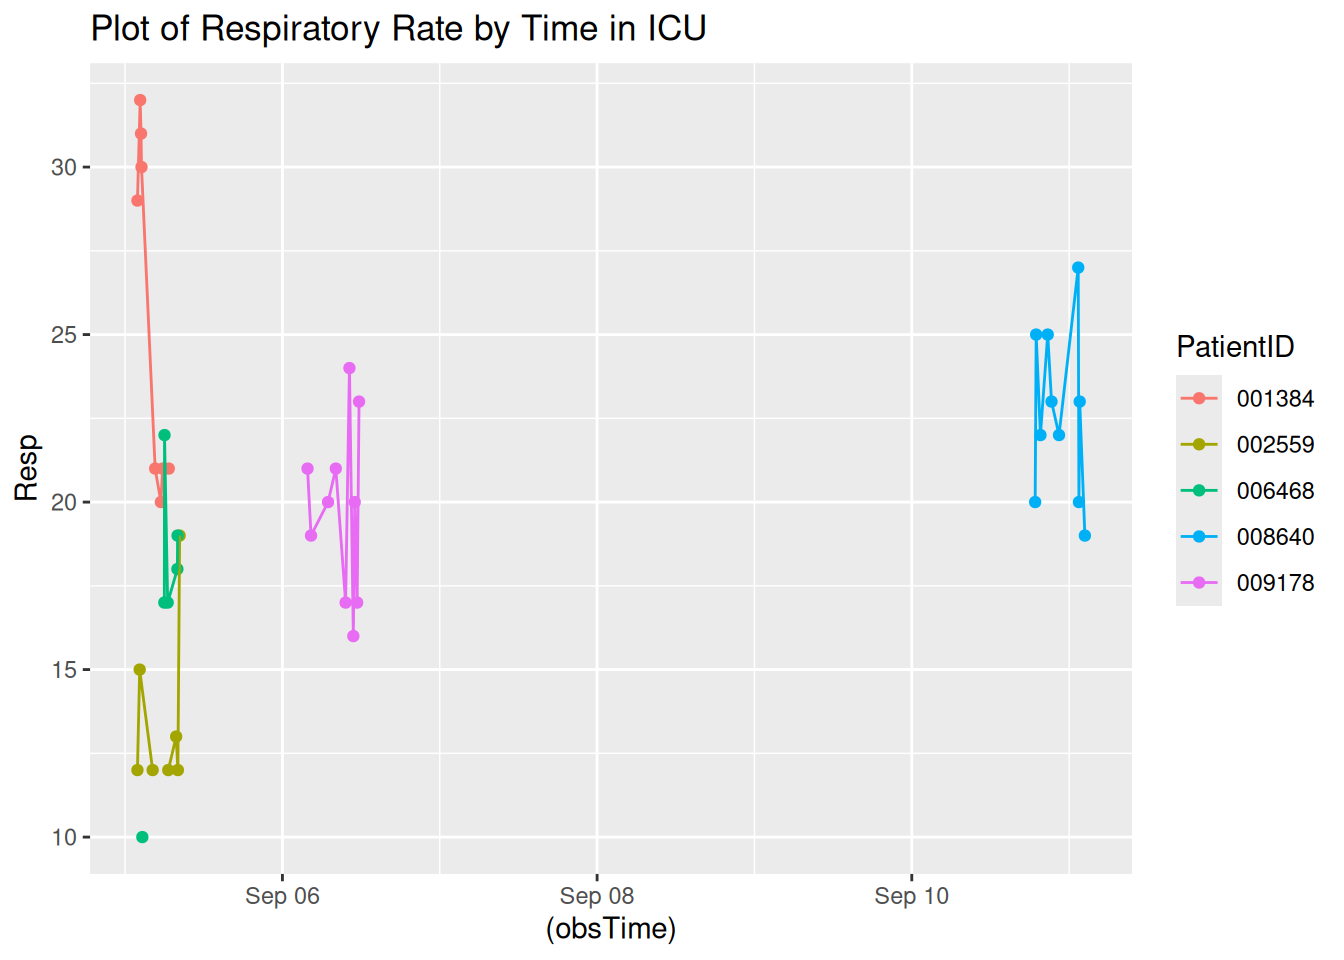 Plot of Respiratory Rate by Time in ICU
30
25
20
15
10
Resp
Sep 06
Sep 08
Sep 10
(obsTime)
PatientID
001384
002559
006468
008640
009178